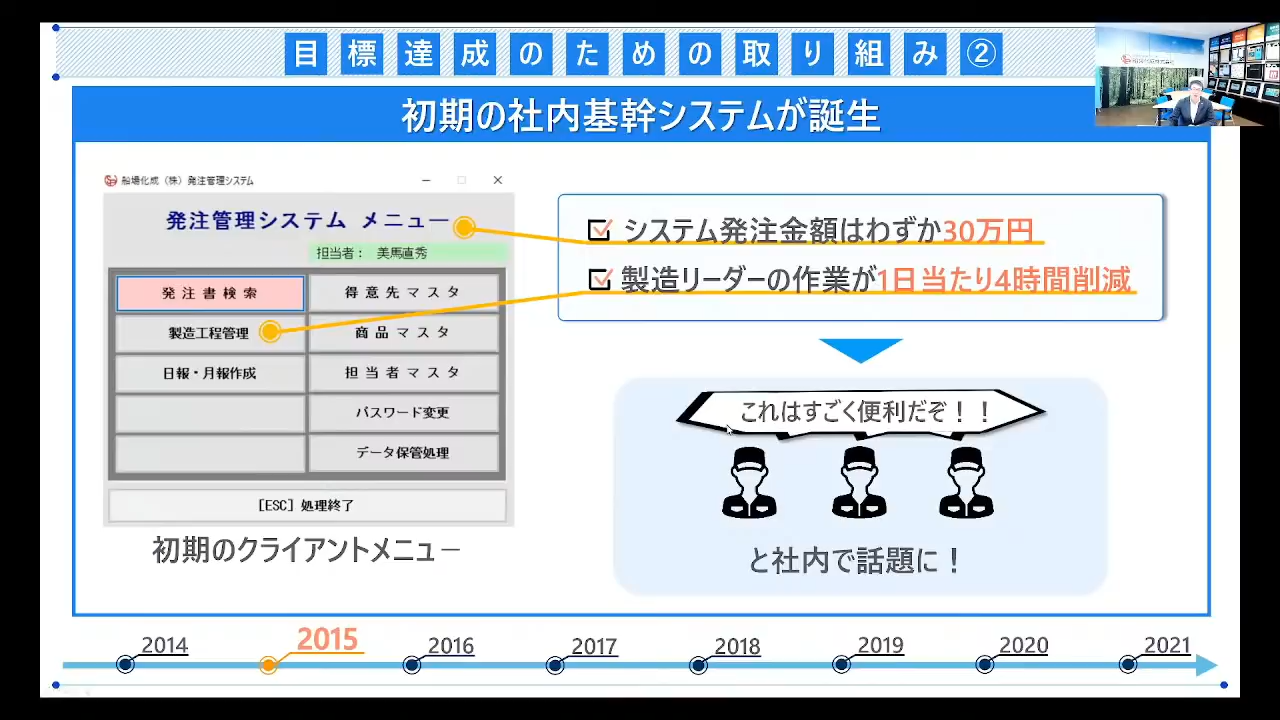 目標達成のための取り組み②
初期の社内基幹システムが誕生
船場化成（株）発注管理システム
発注管理システム メニュー
担当者： 美馬直秀
発注書検索
得意先マスタ
製造工程管理
商品マスタ
日報・月報作成
担当者マスタ
パスワード変更
データ保管処理
[ESC] 処理終了
初期のクライアントメニュー
システム発注金額はわずか30万円
製造リーダーの作業が1日当たり4時間削減
これはすごく便利だぞ！！
と社内で話題に！
2014
2015
2016
2017
2018
2019
2020
2021